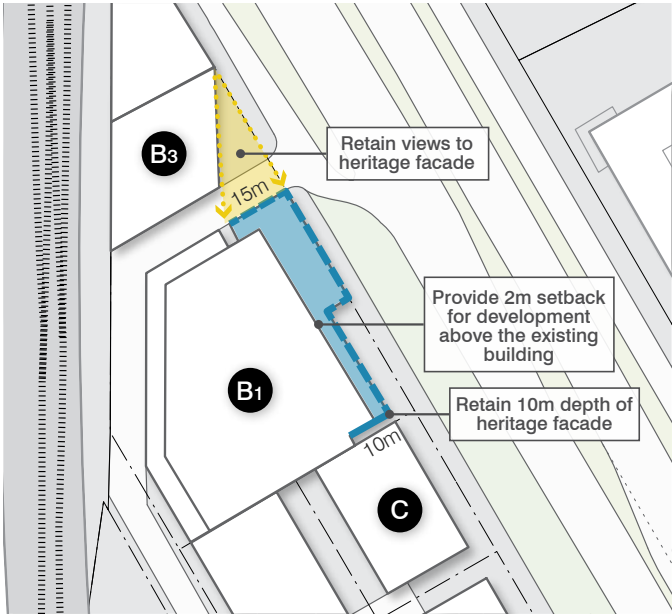 B3
Retain views to
heritage facade
15m
Provide 2m setback
for development
above the existing
building
B1
Retain 10m depth of
heritage facade
10m
C